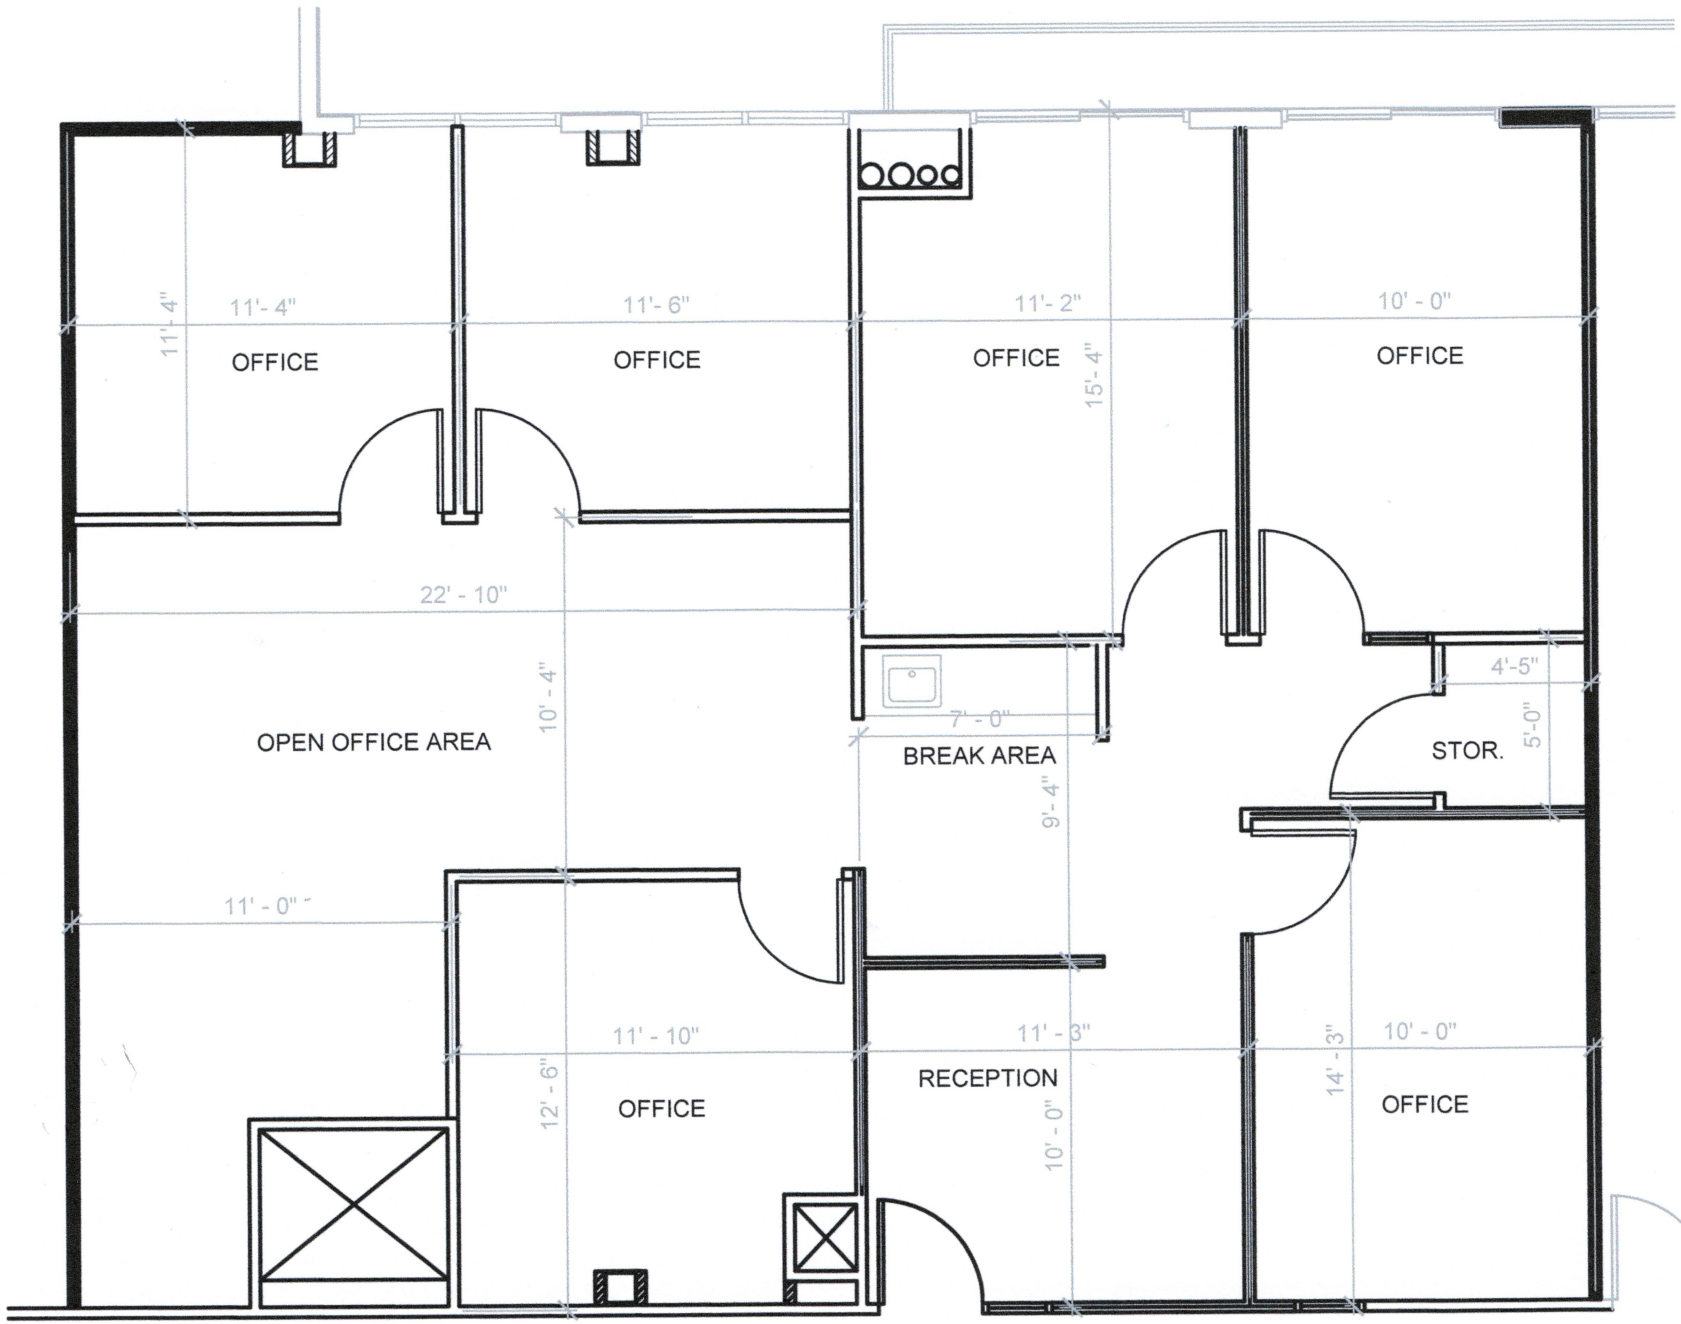 11'- 4"
11'- 4"
OFFICE
11'- 6"
OFFICE
11'- 2"
OFFICE
15'- 4"
10' - 0"
OFFICE
22' - 10"
10' - 4"
OPEN OFFICE AREA
7' - 0"
BREAK AREA
9'- 4"
4'-5"
5'-0"
STOR.
11' - 0"
11' - 10"
12' - 6"
OFFICE
11' - 3"
RECEPTION
10' - 0"
10' - 0"
14' - 3"
OFFICE